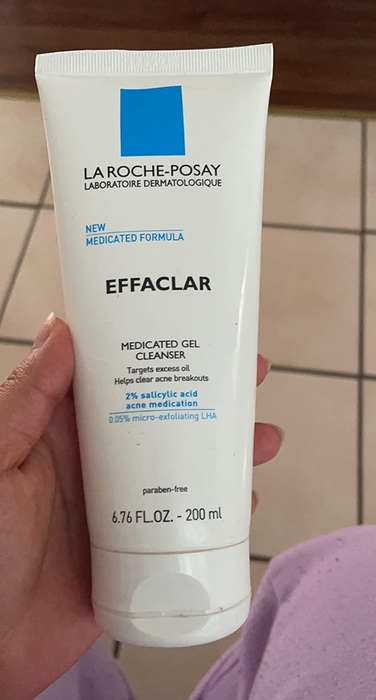 LA ROCHE-POSAY
LABORATOIRE DERMATOLOGIQUE
NEW
MEDICATED FORMULA
EFFACLAR
MEDICATED GEL
CLEANSER
Targets excess oil
Helps clear acne breakouts
2% salicylic acid
acne medication
0.05% micro-exfoliating LHA
paraben-free
6.76 FL.OZ. - 200 ml